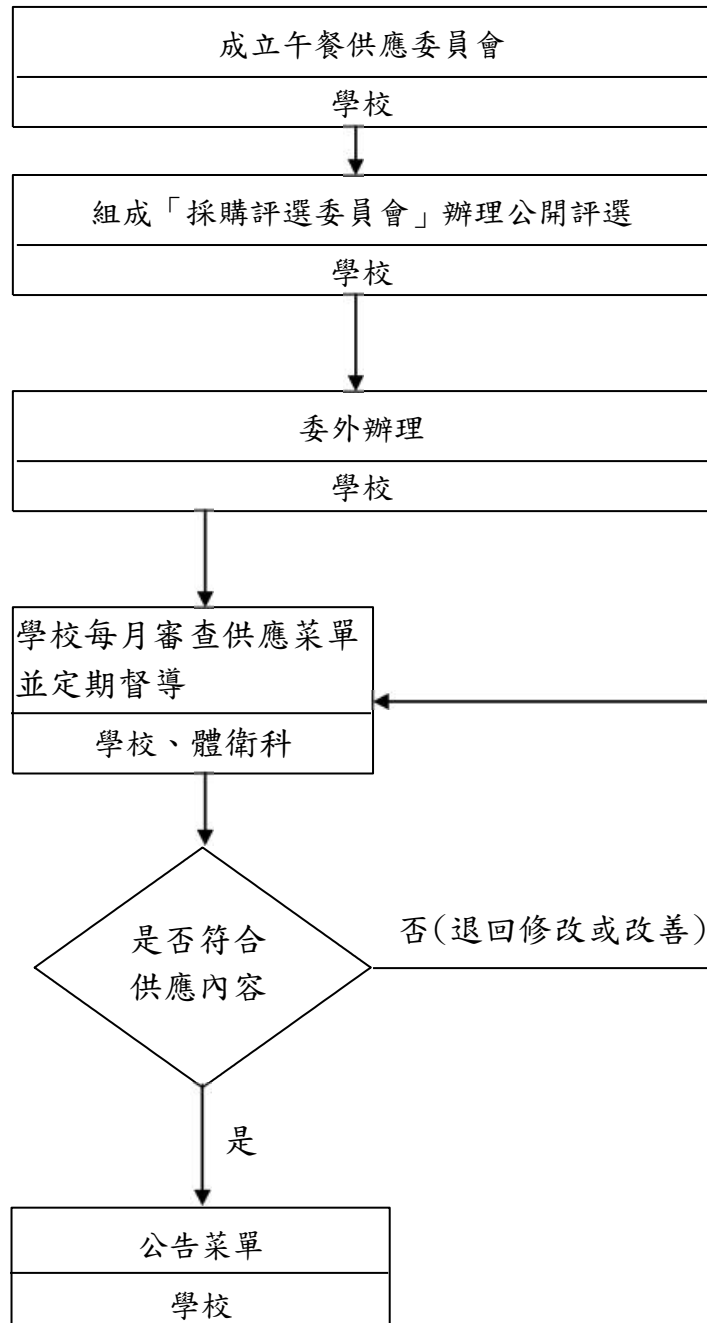 成立午餐供應委員會
學校
組成「採購評選委員會」辦理公開評選
學校
委外辦理
學校
學校每月審查供應菜單
並定期督導
學校、體衛科
是否符合
供應內容
否(退回修改或改善)
是
公告菜單
學校